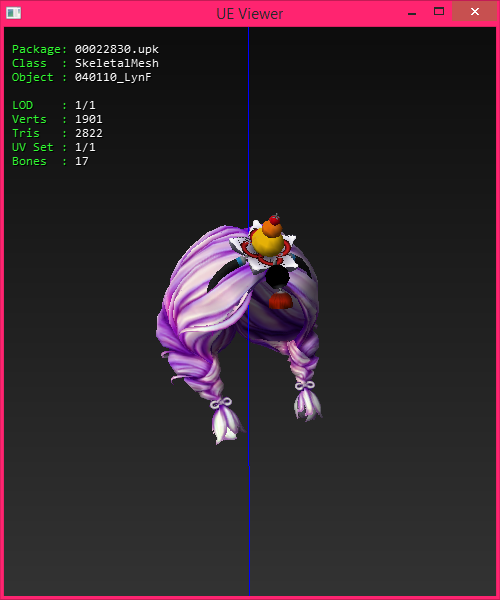 UE Viewer
Package: 00022830.upk
Class  : SkeletalMesh
Object : 040110_LynF
LOD    : 1/1
Verts  : 1901
Tris   : 2822
UV Set : 1/1
Bones  : 17